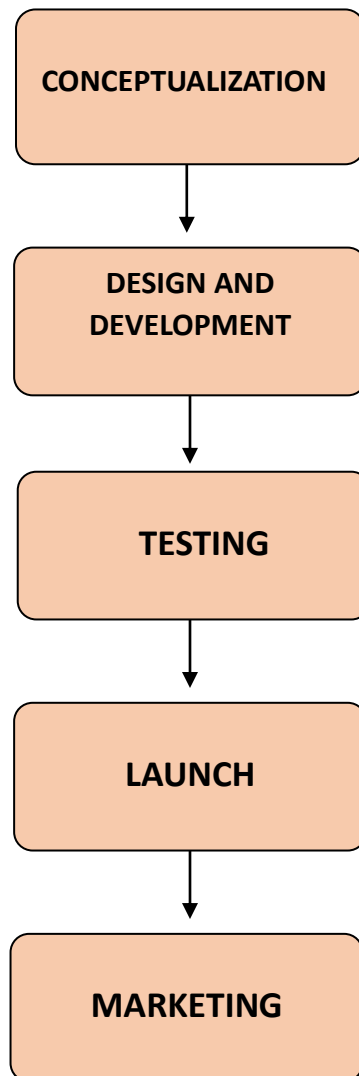 CONCEPTUALIZATION
DESIGN AND
DEVELOPMENT
TESTING
LAUNCH
MARKETING